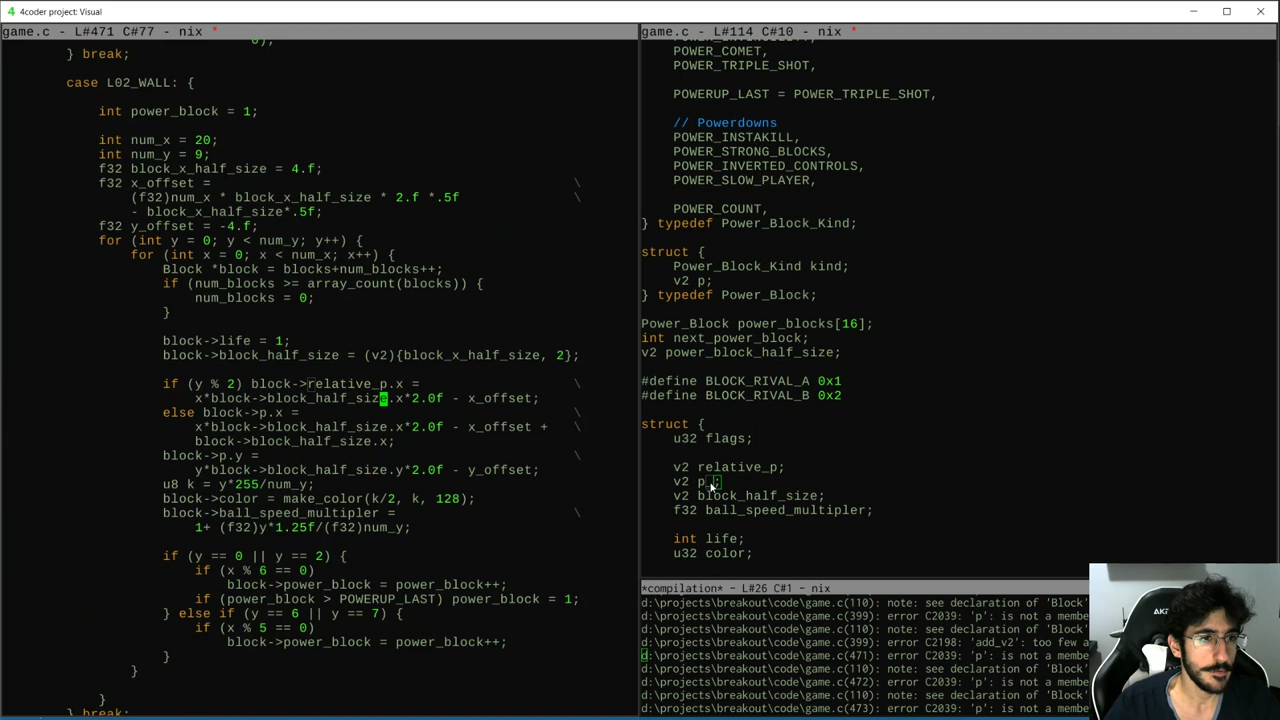 4coder preview: Visual
game.c - L#471 C#77 - nix *
0);
} break;
case L02_WALL: {
int power_block = 1;
int num_x = 20;
int num_y = 9;
f32 block_x_half_size = 4.f;
f32 x_offset = \
(f32)num_x * block_x_half_size * 2.f *.5f \
- block_x_half_size*.5f;
f32 y_offset = -4.f;
for (int y = 0; y < num_y; y++) {
for (int x = 0; x < num_x; x++) {
Block *block = blocks+num_blocks++;
if (num_blocks >= array_count(blocks)) {
num_blocks = 0;
}
block->life = 1;
block->block_half_size = (v2){block_x_half_size, 2};
if (y % 2) block->relative_p.x = \
x*block->block_half_size.x*2.0f - x_offset;
else block->p.x = \
x*block->block_half_size.x*2.0f - x_offset + \
block->block_half_size.x;
block->p.y = \
y*block->block_half_size.y*2.0f - y_offset;
u8 k = y*255/num_y;
block->color = make_color(k/2, k, 128);
block->ball_speed_multipler = \
1+ (f32)y*1.25f/(f32)num_y;
if (y == 0 || y == 2) {
if (x % 6 == 0)
block->power_block = power_block++;
if (power_block > POWERUP_LAST) power_block = 1;
} else if (y == 6 || y == 7) {
if (x % 5 == 0)
block->power_block = power_block++;
}
}
}
} break;
game.c - L#114 C#10 - nix *
POWER_COMET,
POWER_TRIPLE_SHOT,
POWERUP_LAST = POWER_TRIPLE_SHOT,
// Powerdowns
POWER_INSTAKILL,
POWER_STRONG_BLOCKS,
POWER_INVERTED_CONTROLS,
POWER_SLOW_PLAYER,
POWER_COUNT,
} typedef Power_Block_Kind;
struct {
Power_Block_Kind kind;
v2 p;
} typedef Power_Block;
Power_Block power_blocks[16];
int next_power_block;
v2 power_block_half_size;
#define BLOCK_RIVAL_A 0x1
#define BLOCK_RIVAL_B 0x2
struct {
u32 flags;
v2 relative_p;
v2 p_;
v2 block_half_size;
f32 ball_speed_multipler;
int life;
u32 color;
*compilation* - L#26 C#1 - nix
d:\projects\breakout\code\game.c(110): note: see declaration of 'Block'
d:\projects\breakout\code\game.c(399): error C2039: 'p': is not a membe
d:\projects\breakout\code\game.c(110): note: see declaration of 'Block'
d:\projects\breakout\code\game.c(399): error C2198: 'add_v2': too few a
d:\projects\breakout\code\game.c(471): error C2039: 'p': is not a membe
d:\projects\breakout\code\game.c(110): note: see declaration of 'Block'
d:\projects\breakout\code\game.c(472): error C2039: 'p': is not a membe
d:\projects\breakout\code\game.c(110): note: see declaration of 'Block'
d:\projects\breakout\code\game.c(473): error C2039: 'p': is not a membe